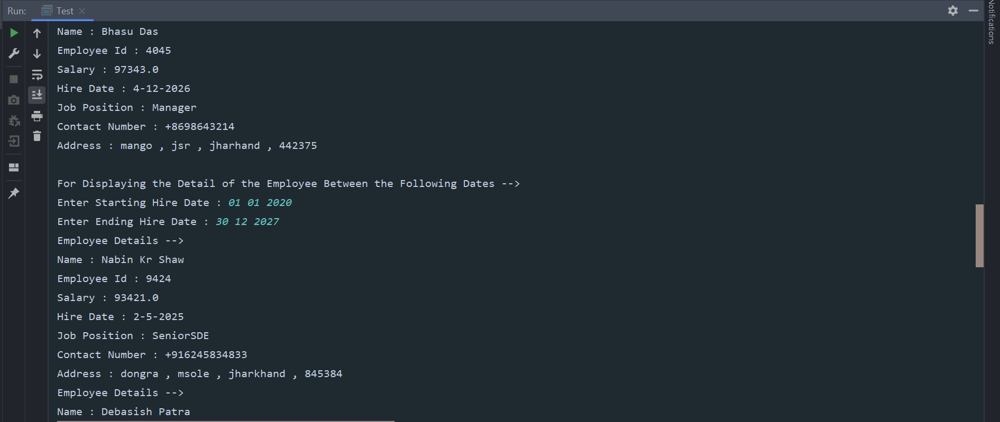 Run: Test
Notifications
Name : Bhasu Das
Employee Id : 4045
Salary : 97343.0
Hire Date : 4-12-2026
Job Position : Manager
Contact Number : +8698643214
Address : mango , jsr , jharhand , 442375
For Displaying the Detail of the Employee Between the Following Dates -->
Enter Starting Hire Date : 01 01 2020
Enter Ending Hire Date : 30 12 2027
Employee Details -->
Name : Nabin Kr Shaw
Employee Id : 9424
Salary : 93421.0
Hire Date : 2-5-2025
Job Position : SeniorSDE
Contact Number : +916245834833
Address : dongra , msole , jharkhand , 845384
Employee Details -->
Name : Debasish Patra